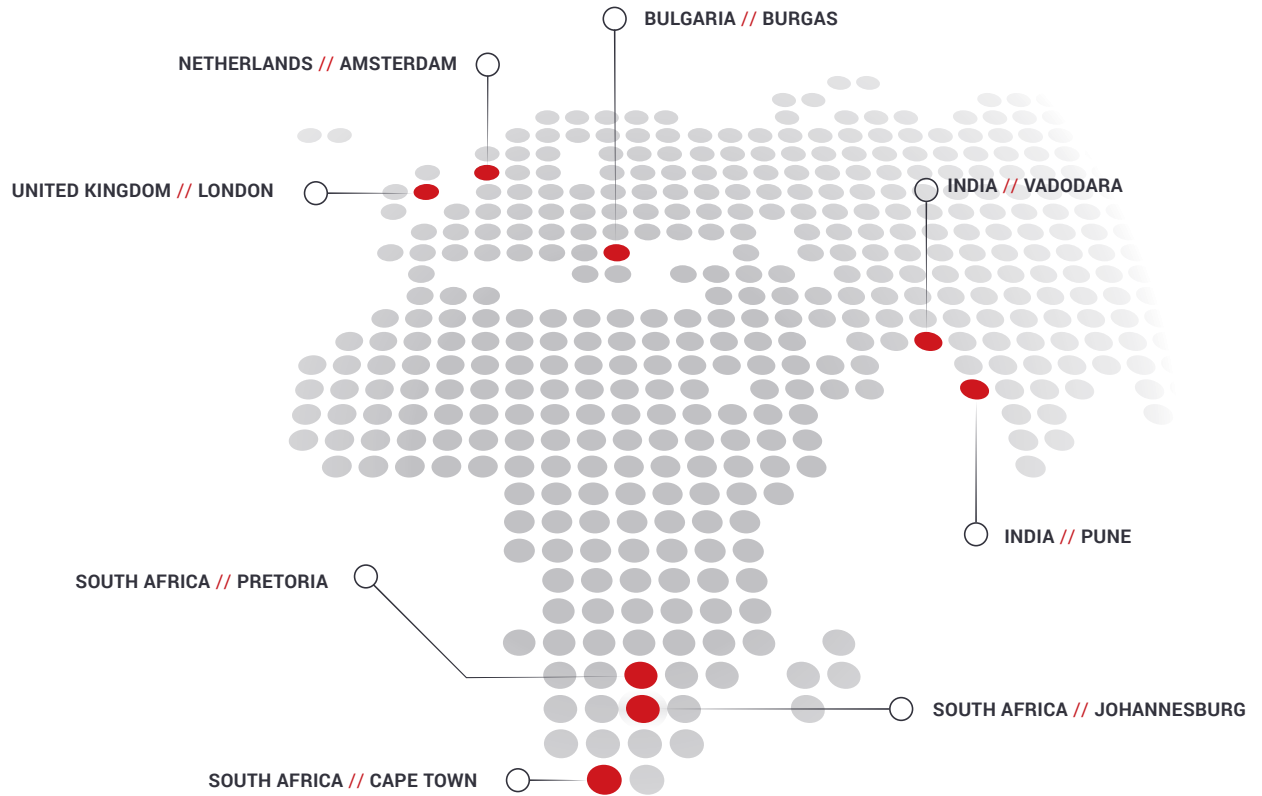 BULGARIA // BURGAS
NETHERLANDS // AMSTERDAM
UNITED KINGDOM // LONDON
INDIA // VADODARA
INDIA // PUNE
SOUTH AFRICA // PRETORIA
SOUTH AFRICA // JOHANNESBURG
SOUTH AFRICA // CAPE TOWN